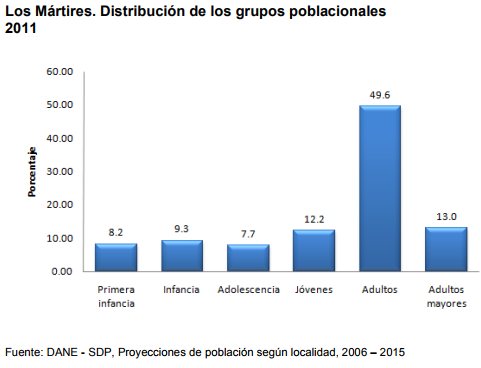 Los Mártires. Distribución de los grupos poblacionales
2011
60.00
50.00
40.00
30.00
20.00
10.00
0.00
Porcentaje
8.2
9.3
7.7
12.2
49.6
13.0
Primera
infancia
Infancia
Adolescencia
Jóvenes
Adultos
Adultos
mayores
Fuente: DANE - SDP, Proyecciones de población según localidad, 2006 – 2015